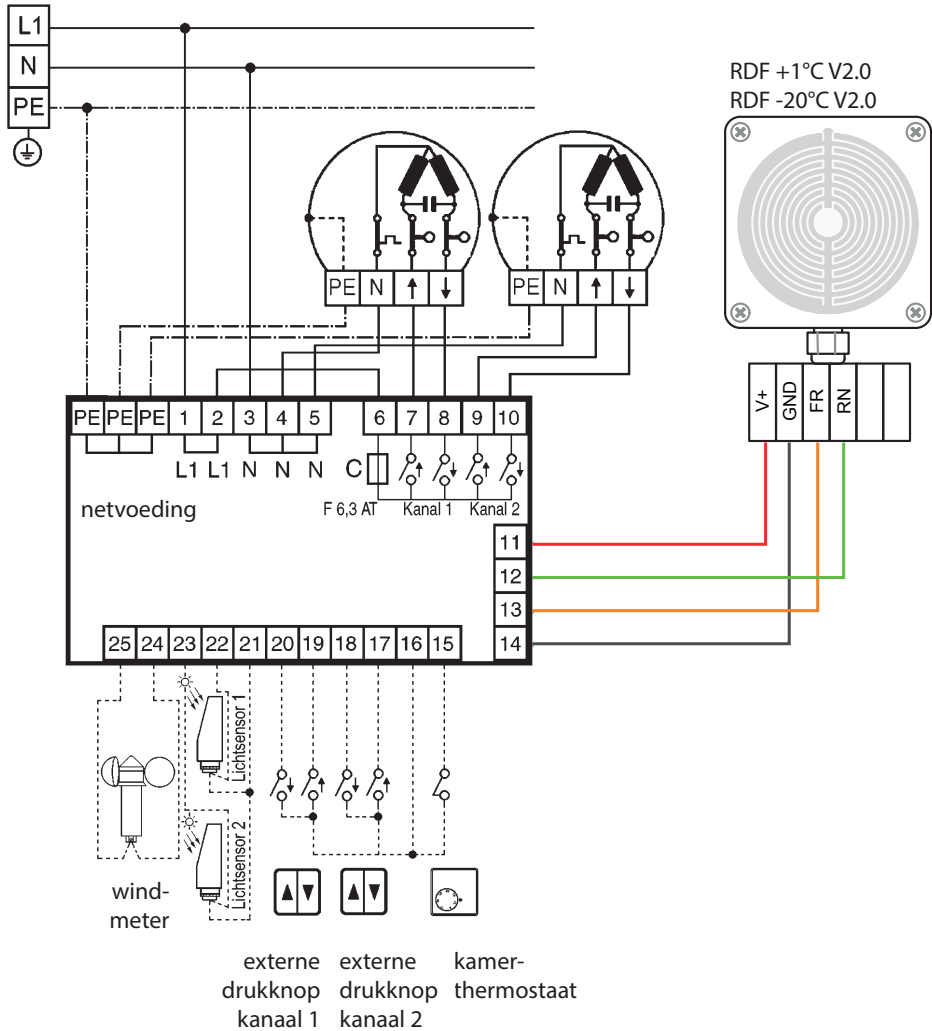 L1
N
PE
RDF +1°C V2.0
RDF -20°C V2.0
PE N ↑ ↓
PE N ↑ ↓
V+ GND FR RN
PE PE PE 1 2 3 4 5 6 7 8 9 10
L1 L1 N N N C
F 6,3 AT Kanal 1 Kanal 2
netvoeding
11
12
13
14
25 24 23 22 21 20 19 18 17 16 15
Lichtsensor 1
Lichtsensor 2
wind-
meter
externe
drukknop
kanaal 1
externe
drukknop
kanaal 2
kamer-
thermostaat